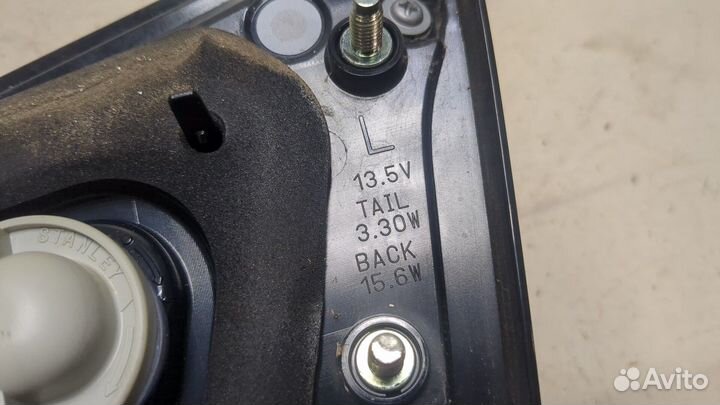 L
13.5V
TAIL
3.30W
BACK
15.6W
STANLEY
Avito